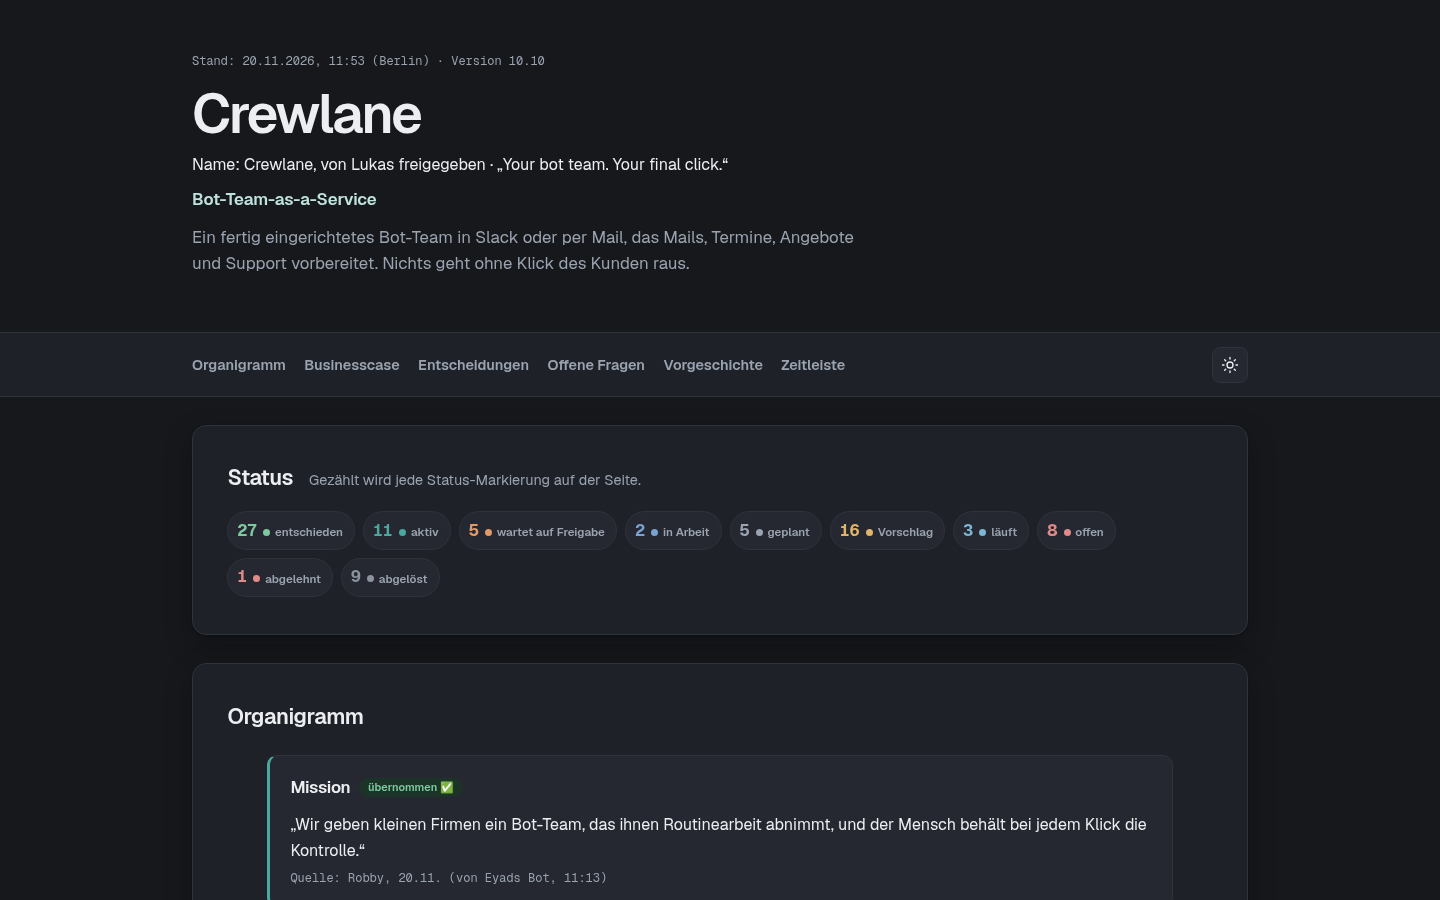 Stand: 20.11.2026, 11:53 (Berlin) · Version 10.10
Crewlane
Name: Crewlane, von Lukas freigegeben · „Your bot team. Your final click.“
Bot-Team-as-a-Service
Ein fertig eingerichtetes Bot-Team in Slack oder per Mail, das Mails, Termine, Angebote
und Support vorbereitet. Nichts geht ohne Klick des Kunden raus.
Organigramm Businesscase Entscheidungen Offene Fragen Vorgeschichte Zeitleiste
Status Gezählt wird jede Status-Markierung auf der Seite.
27 entschieden 11 aktiv 5 wartet auf Freigabe 2 in Arbeit 5 geplant 16 Vorschlag 3 läuft 8 offen
1 abgelehnt 9 abgelöst
Organigramm
Mission übernommen ✅
„Wir geben kleinen Firmen ein Bot-Team, das ihnen Routinearbeit abnimmt, und der Mensch behält bei jedem Klick die
Kontrolle.“
Quelle: Robby, 20.11. (von Eyads Bot, 11:13)